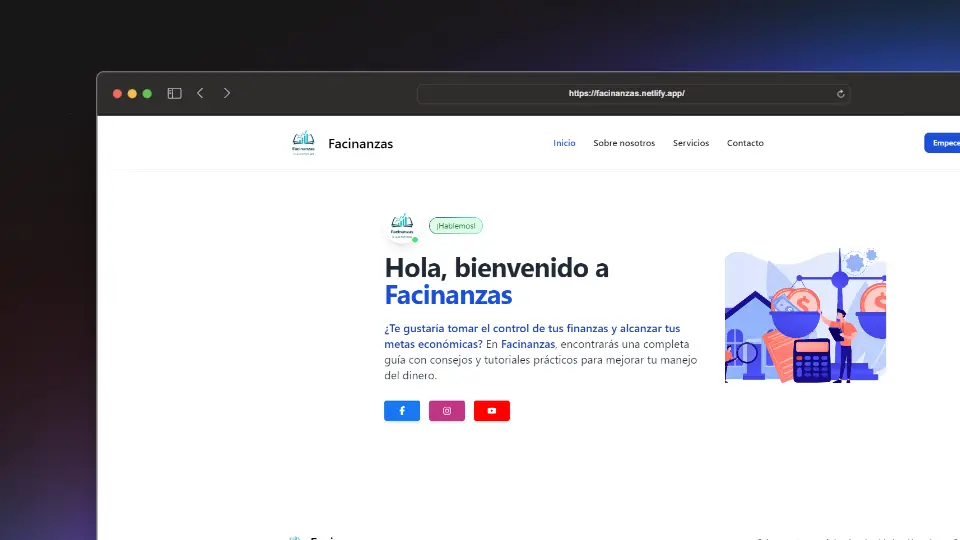 https://facinanzas.netlify.app/
Facinanzas
Facinanzas
Inicio
Sobre nosotros
Servicios
Contacto
Empece
¡Hablemos!
Facinanzas
Hola, bienvenido a
Facinanzas
¿Te gustaría tomar el control de tus finanzas y alcanzar tus
metas económicas? En Facinanzas, encontrarás una completa
guía con consejos y tutoriales prácticos para mejorar tu manejo
del dinero.